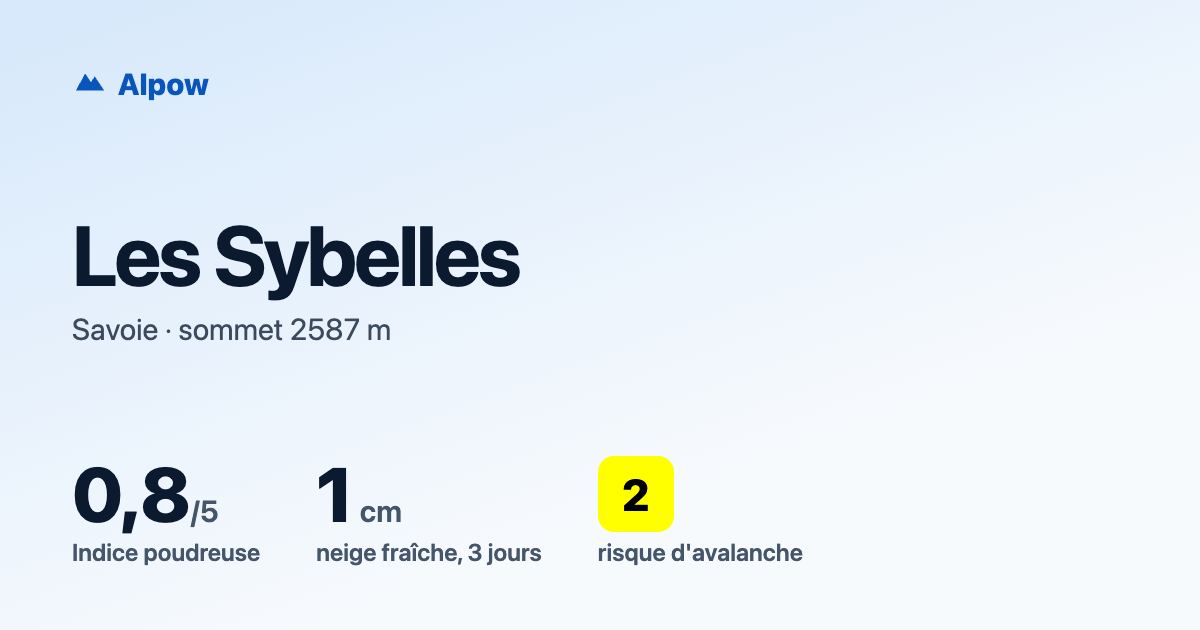 Alpow
Les Sybelles
Savoie · sommet 2587 m
0,8/5
Indice poudreuse
1 cm
neige fraîche, 3 jours
2
risque d'avalanche